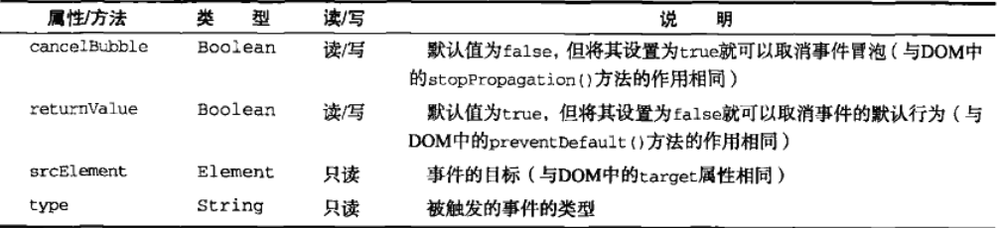 属性/方法 类 型 读/写 说 明
cancelBubble Boolean 读/写 默认值为false，但将其设置为true就可以取消事件冒泡（与DOM中
的stopPropagation()方法的作用相同）
returnValue Boolean 读/写 默认值为true，但将其设置为false就可以取消事件的默认行为（与
DOM中的preventDefault()方法的作用相同）
srcElement Element 只读 事件的目标（与DOM中的target属性相同）
type String 只读 被触发的事件的类型